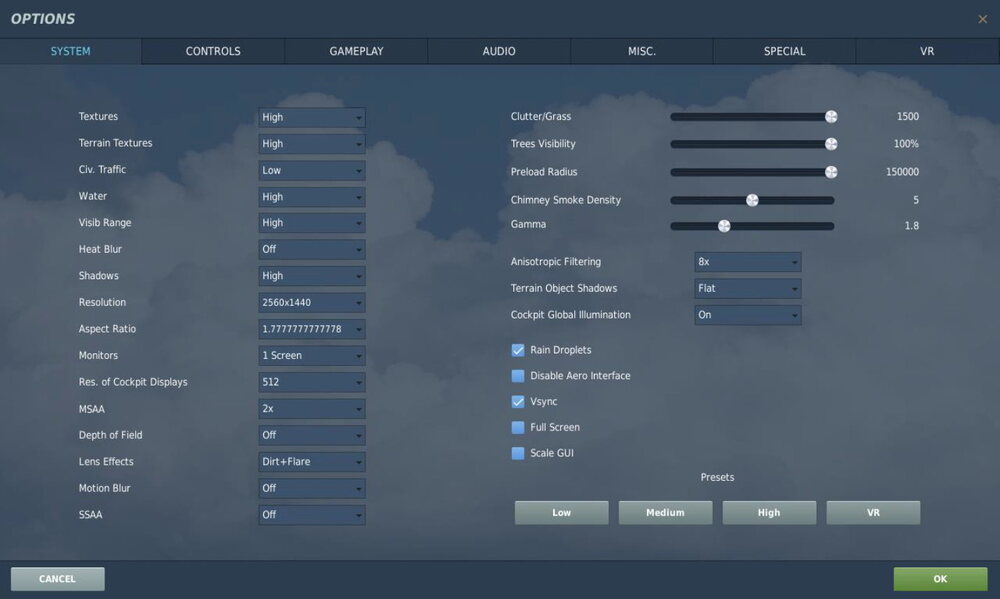 OPTIONS
SYSTEM CONTROLS GAMEPLAY AUDIO MISC. SPECIAL VR
Textures High
Terrain Textures High
Civ. Traffic Low
Water High
Visib Range High
Heat Blur Off
Shadows High
Resolution 2560x1440
Aspect Ratio 1.7777777777778
Monitors 1 Screen
Res. of Cockpit Displays 512
MSAA 2x
Depth of Field Off
Lens Effects Dirt+Flare
Motion Blur Off
SSAA Off
Clutter/Grass 1500
Trees Visibility 100%
Preload Radius 150000
Chimney Smoke Density 5
Gamma 1.8
Anisotropic Filtering 8x
Terrain Object Shadows Flat
Cockpit Global Illumination On
Rain Droplets
Disable Aero Interface
Vsync
Full Screen
Scale GUI
Presets
Low Medium High VR
CANCEL OK